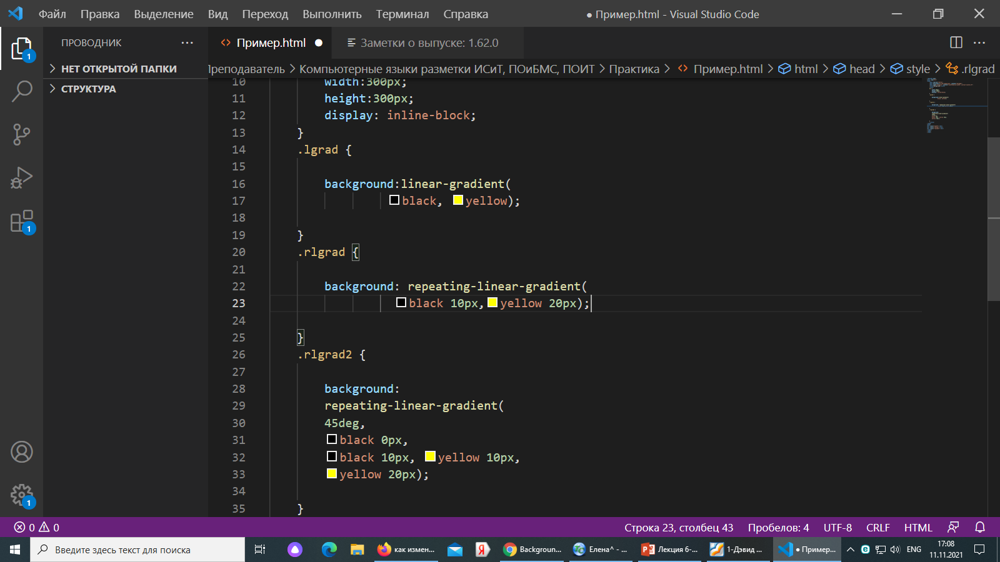 Файл Правка Выделение Вид Переход Выполнить Терминал Справка ● Пример.html - Visual Studio Code
ПРОВОДНИК ··· <> Пример.html ● Заметки о выпуске: 1.62.0 ···
1
> НЕТ ОТКРЫТОЙ ПАПКИ
Преподаватель > Компьютерные языки разметки ИСиТ, ПОиБМС, ПОИТ > Практика > <> Пример.html > html > head > style > .rlgrad
> СТРУКТУРА
10 width:300px;
11 height:300px;
12 display: inline-block;
13 }
14 .lgrad {
15
16 background:linear-gradient(
17 black, yellow);
18
1
19 }
20 .rlgrad {
21
22 background: repeating-linear-gradient(
23 black 10px,yellow 20px);
24
25 }
26 .rlgrad2 {
27
28 background:
29 repeating-linear-gradient(
30 45deg,
31 black 0px,
32 black 10px, yellow 10px,
33 yellow 20px);
34
1
35 }
0 0 Строка 23, столбец 43 Пробелов: 4 UTF-8 CRLF HTML
Введите здесь текст для поиска Я как измен... Backgroun... Елена^ - ... Лекция 6-... 1-Дэвид ... ● Пример... ENG 17:08
11.11.2021